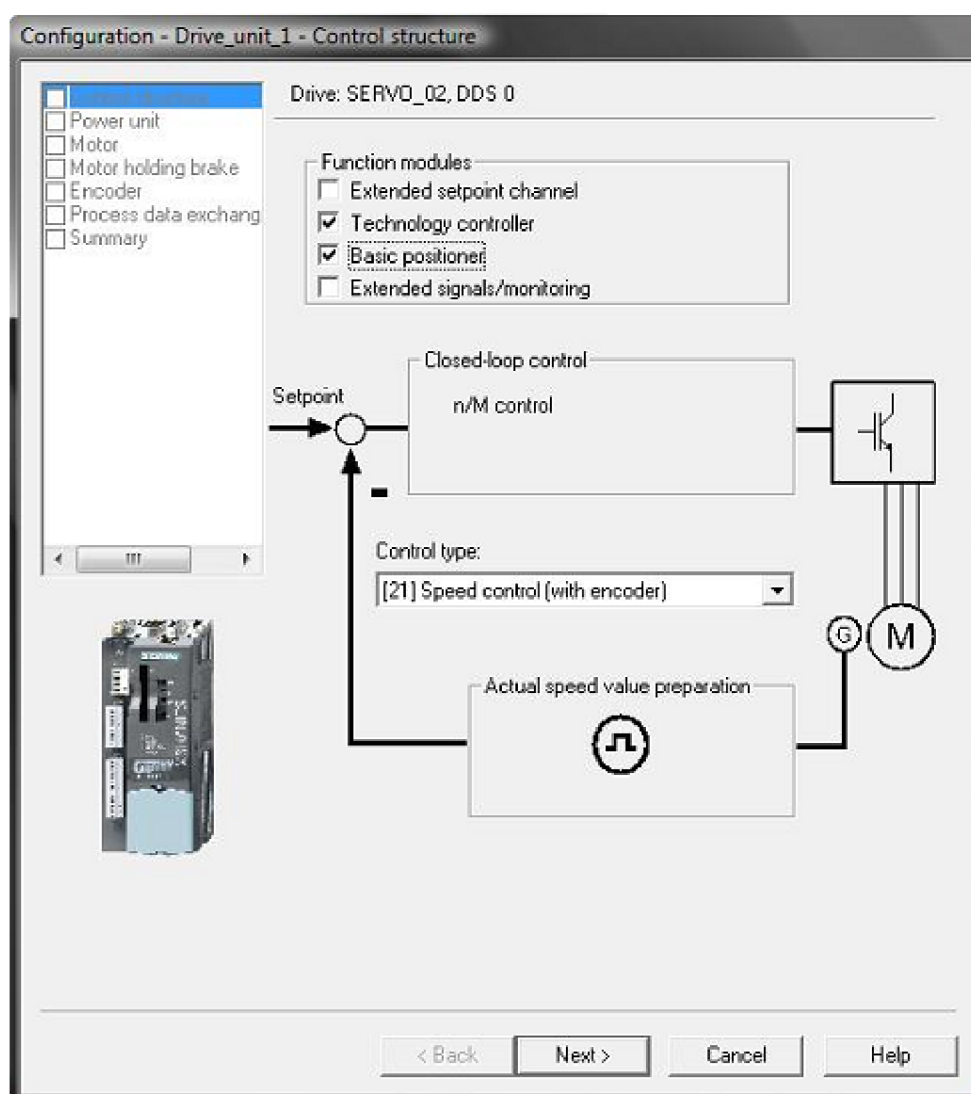 Configuration - Drive_unit_1 - Control structure
Power unit
Motor
Motor holding brake
Encoder
Process data exchang
Summary
Drive: SERVO_02, DDS 0
Function modules
Extended setpoint channel
Technology controller
Basic positioner
Extended signals/monitoring
Closed-loop control
n/M control
Setpoint
Control type:
[21] Speed control (with encoder)
G
M
Actual speed value preparation
SIEMENS
< Back
Next >
Cancel
Help